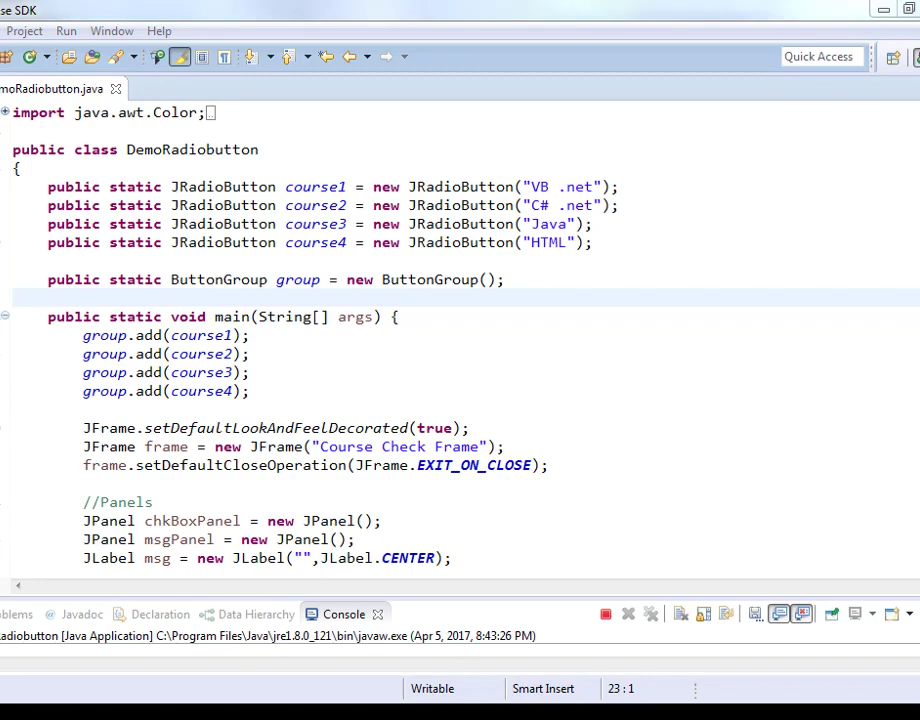 se SDK
Project Run Window Help
Quick Access
moRadiobutton.java
import java.awt.Color;
public class DemoRadiobutton
{
public static JRadioButton course1 = new JRadioButton("VB .net");
public static JRadioButton course2 = new JRadioButton("C# .net");
public static JRadioButton course3 = new JRadioButton("Java");
public static JRadioButton course4 = new JRadioButton("HTML");
public static ButtonGroup group = new ButtonGroup();
public static void main(String[] args) {
group.add(course1);
group.add(course2);
group.add(course3);
group.add(course4);
JFrame.setDefaultLookAndFeelDecorated(true);
JFrame frame = new JFrame("Course Check Frame");
frame.setDefaultCloseOperation(JFrame.EXIT_ON_CLOSE);
//Panels
JPanel chkBoxPanel = new JPanel();
JPanel msgPanel = new JPanel();
JLabel msg = new JLabel("",JLabel.CENTER);
oblems Javadoc Declaration Data Hierarchy Console
Radiobutton [Java Application] C:\Program Files\Java\jre1.8.0_121\bin\javaw.exe (Apr 5, 2017, 8:43:26 PM)
Writable Smart Insert 23 : 1